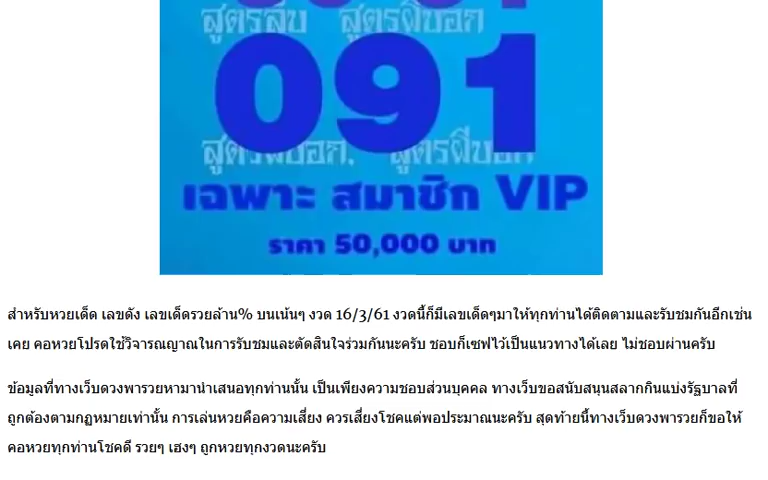 สูตรลับ สูตรผีบอก
091
สูตรผีบอก. สูตรผีบอก
เฉพาะ สมาชิก VIP
ราคา 50,000 บาท
สำหรับหวยเด็ด เลขดัง เลขเด็ดรวยล้าน% บนเน้นๆ งวด 16/3/61 งวดนี้ก็มีเลขเด็ดๆมาให้ทุกท่านได้ติดตามและรับชมกันอีกเช่น
เคย คอหวยโปรดใช้วิจารณญาณในการรับชมและตัดสินใจร่วมกันนะครับ ชอบก็เซฟไว้เป็นแนวทางได้เลย ไม่ชอบผ่านครับ
ข้อมูลที่ทางเว็บดวงพารวยหามานำเสนอทุกท่านนั้น เป็นเพียงความชอบส่วนบุคคล ทางเว็บขอสนับสนุนสลากกินแบ่งรัฐบาลที่
ถูกต้องตามกฎหมายเท่านั้น การเล่นหวยคือความเสี่ยง ควรเสี่ยงโชคแต่พอประมาณนะครับ สุดท้ายนี้ทางเว็บดวงพารวยก็ขอให้
คอหวยทุกท่านโชคดี รวยๆ เฮงๆ ถูกหวยทุกงวดนะครับ